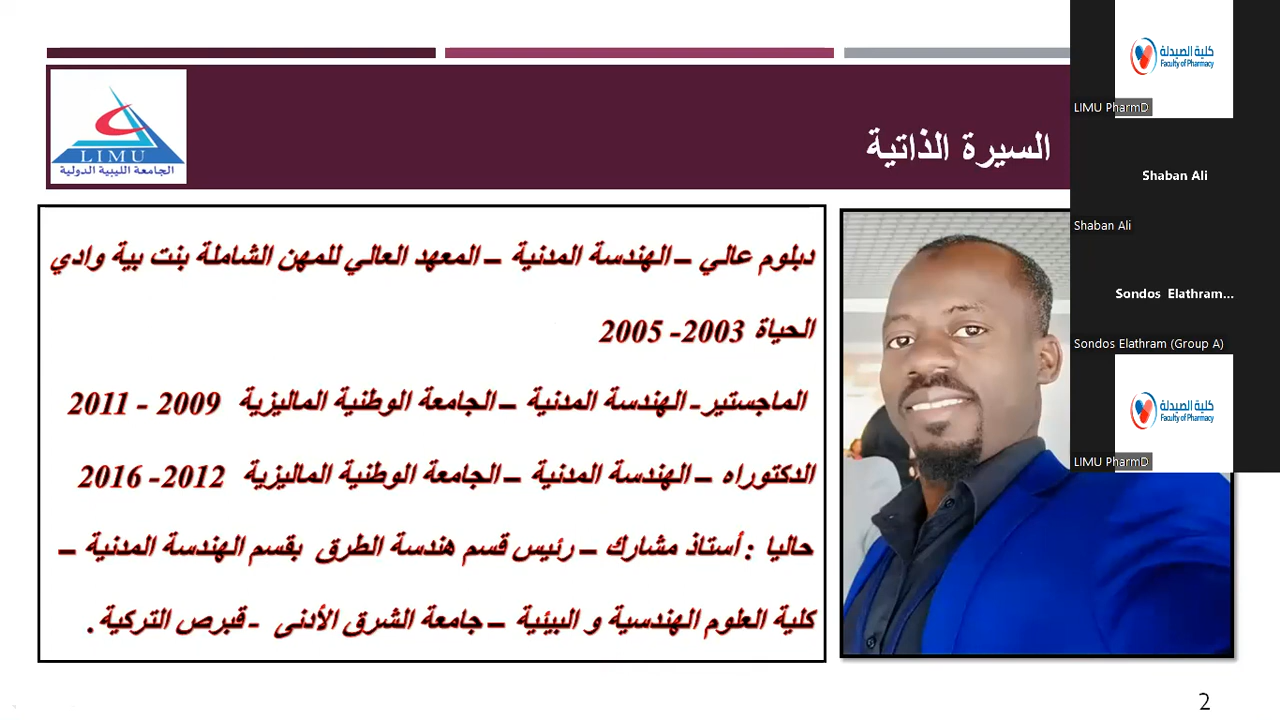 LIMU
الجامعة الليبية الدولية
السيرة الذاتية
دبلوم عالي – الهندسة المدنية – المعهد العالي للمهن الشاملة بنت بية وادي
الحياة 2003- 2005
الماجستير- الهندسة المدنية – الجامعة الوطنية الماليزية 2009 - 2011
الدكتوراه – الهندسة المدنية – الجامعة الوطنية الماليزية 2012- 2016
حاليا : أستاذ مشارك – رئيس قسم هندسة الطرق بقسم الهندسة المدنية –
كلية العلوم الهندسية و البيئية – جامعة الشرق الأدنى - قبرص التركية .
2
كلية الصيدلة
Faculty of Pharmacy
LIMU PharmD
Shaban Ali
Shaban Ali
Sondos Elathram...
Sondos Elathram (Group A)
كلية الصيدلة
Faculty of Pharmacy
LIMU PharmD